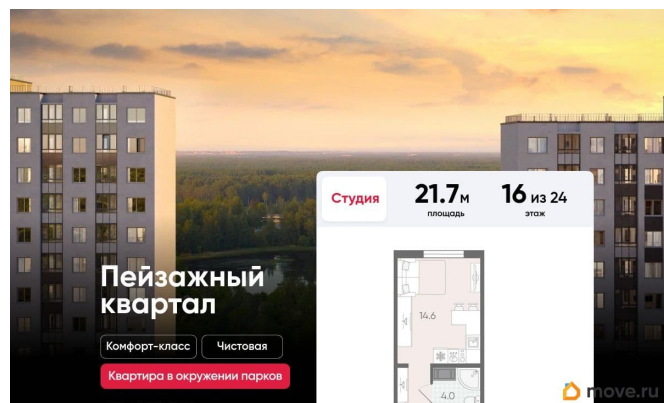 Студия
21.7 м
площадь
16 из 24
этаж
Пейзажный
квартал
14.6
Комфорт-класс
Чистовая
Квартира в окружении парков
4.0
move.ru